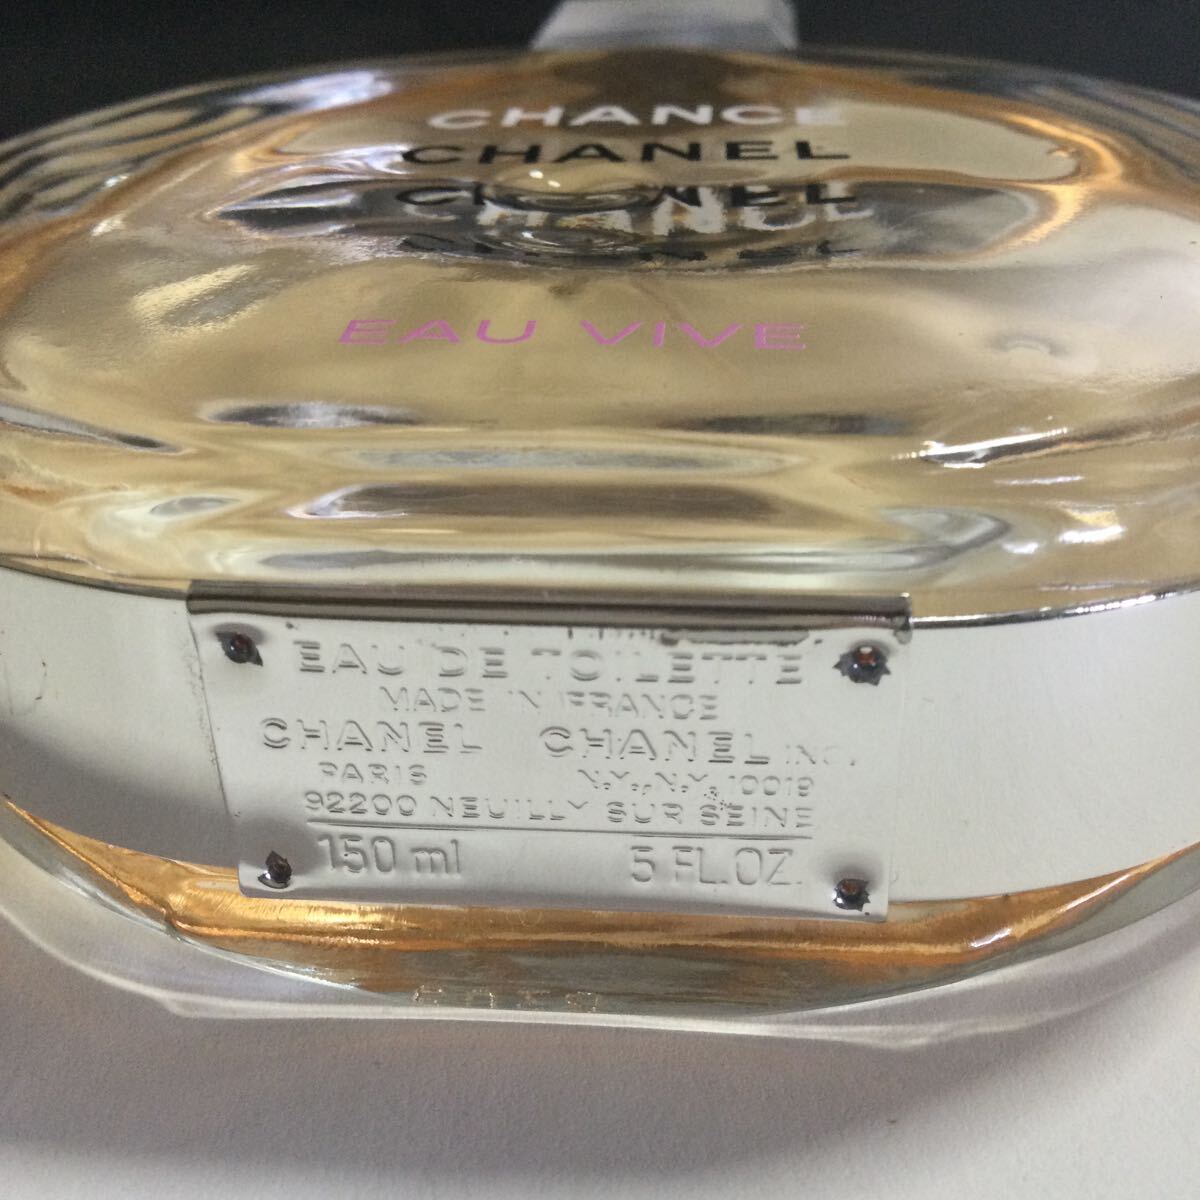 CHANCE
CHANEL
EAU VIVE
EAU DE TOILETTE
MADE IN FRANCE
CHANEL CHANEL INC.
PARIS N.Y., N.Y. 10019
92200 NEUILLY SUR SEINE
150 ml 5 FL.OZ.